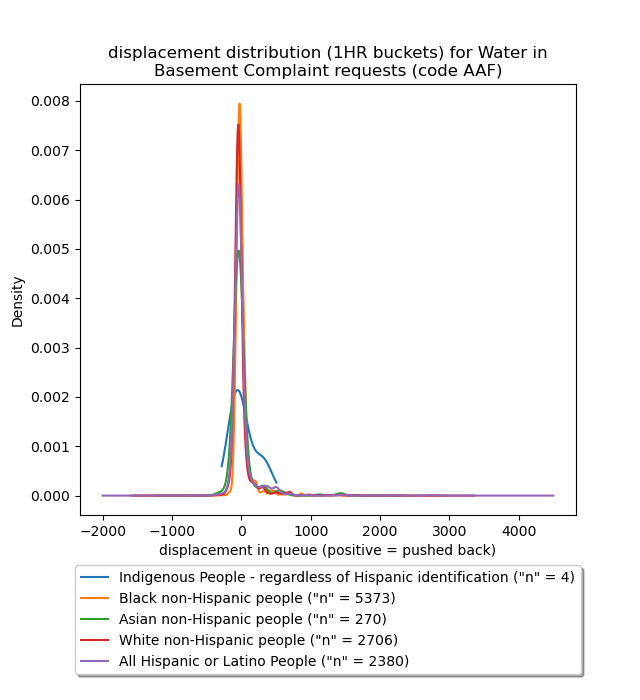 displacement distribution (1HR buckets) for Water in
Basement Complaint requests (code AAF)
0.008
0.007
0.006
0.005
0.004
0.003
0.002
0.001
0.000
Density
−2000 −1000 0 1000 2000 3000 4000
displacement in queue (positive = pushed back)
Indigenous People - regardless of Hispanic identification ("n" = 4)
Black non-Hispanic people ("n" = 5373)
Asian non-Hispanic people ("n" = 270)
White non-Hispanic people ("n" = 2706)
All Hispanic or Latino People ("n" = 2380)